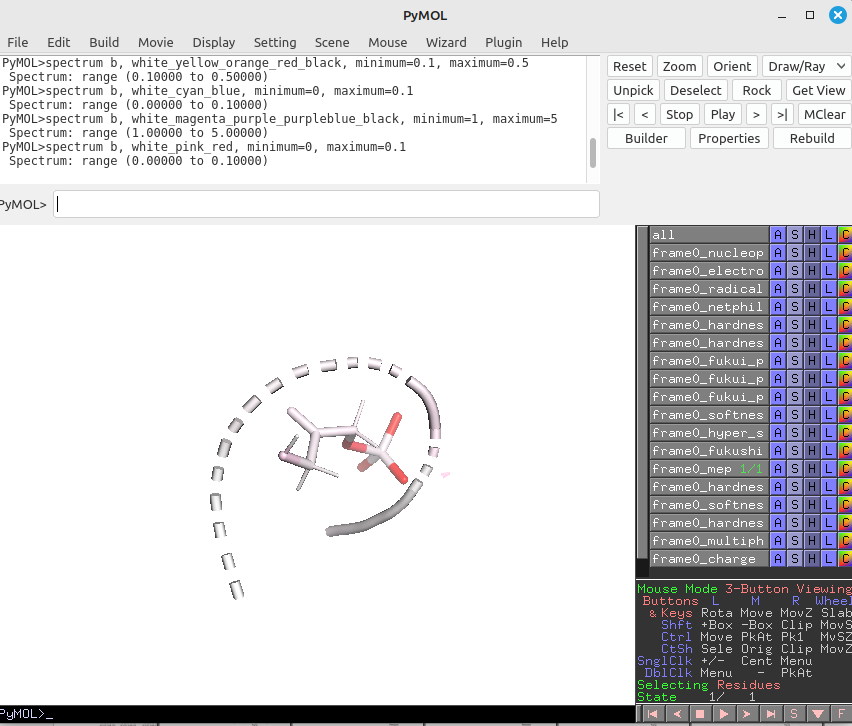 PyMOL
File Edit Build Movie Display Setting Scene Mouse Wizard Plugin Help
PyMOL>spectrum b, white_yellow_orange_red_black, minimum=0.1, maximum=0.5
Spectrum: range (0.10000 to 0.50000)
PyMOL>spectrum b, white_cyan_blue, minimum=0, maximum=0.1
Spectrum: range (0.00000 to 0.10000)
PyMOL>spectrum b, white_magenta_purple_purpleblue_black, minimum=1, maximum=5
Spectrum: range (1.00000 to 5.00000)
PyMOL>spectrum b, white_pink_red, minimum=0, maximum=0.1
Spectrum: range (0.00000 to 0.10000)
PyMOL>
Reset Zoom Orient Draw/Ray
Unpick Deselect Rock Get View
|< < Stop Play > >| MClear
Builder Properties Rebuild
all A S H L C
frame0_nucleop A S H L C
frame0_electro A S H L C
frame0_radical A S H L C
frame0_netphil A S H L C
frame0_hardnes A S H L C
frame0_hardnes A S H L C
frame0_fukui_p A S H L C
frame0_fukui_p A S H L C
frame0_fukui_p A S H L C
frame0_softnes A S H L C
frame0_hyper_s A S H L C
frame0_fukushi A S H L C
frame0_mep 1/1 A S H L C
frame0_hardnes A S H L C
frame0_softnes A S H L C
frame0_hardnes A S H L C
frame0_multiph A S H L C
frame0_charge A S H L C
Mouse Mode 3-Button Viewing
Buttons L M R Wheel
& Keys Rota Move MovZ Slab
Shft +Box -Box Clip MovS
Ctrl Move PkAt Pk1 MvSZ
CtSh Sele Orig Clip MovZ
SnglClk +/- Cent Menu
DblClk Menu - PkAt
Selecting Residues
State 1/ 1
PyMOL>_
S F